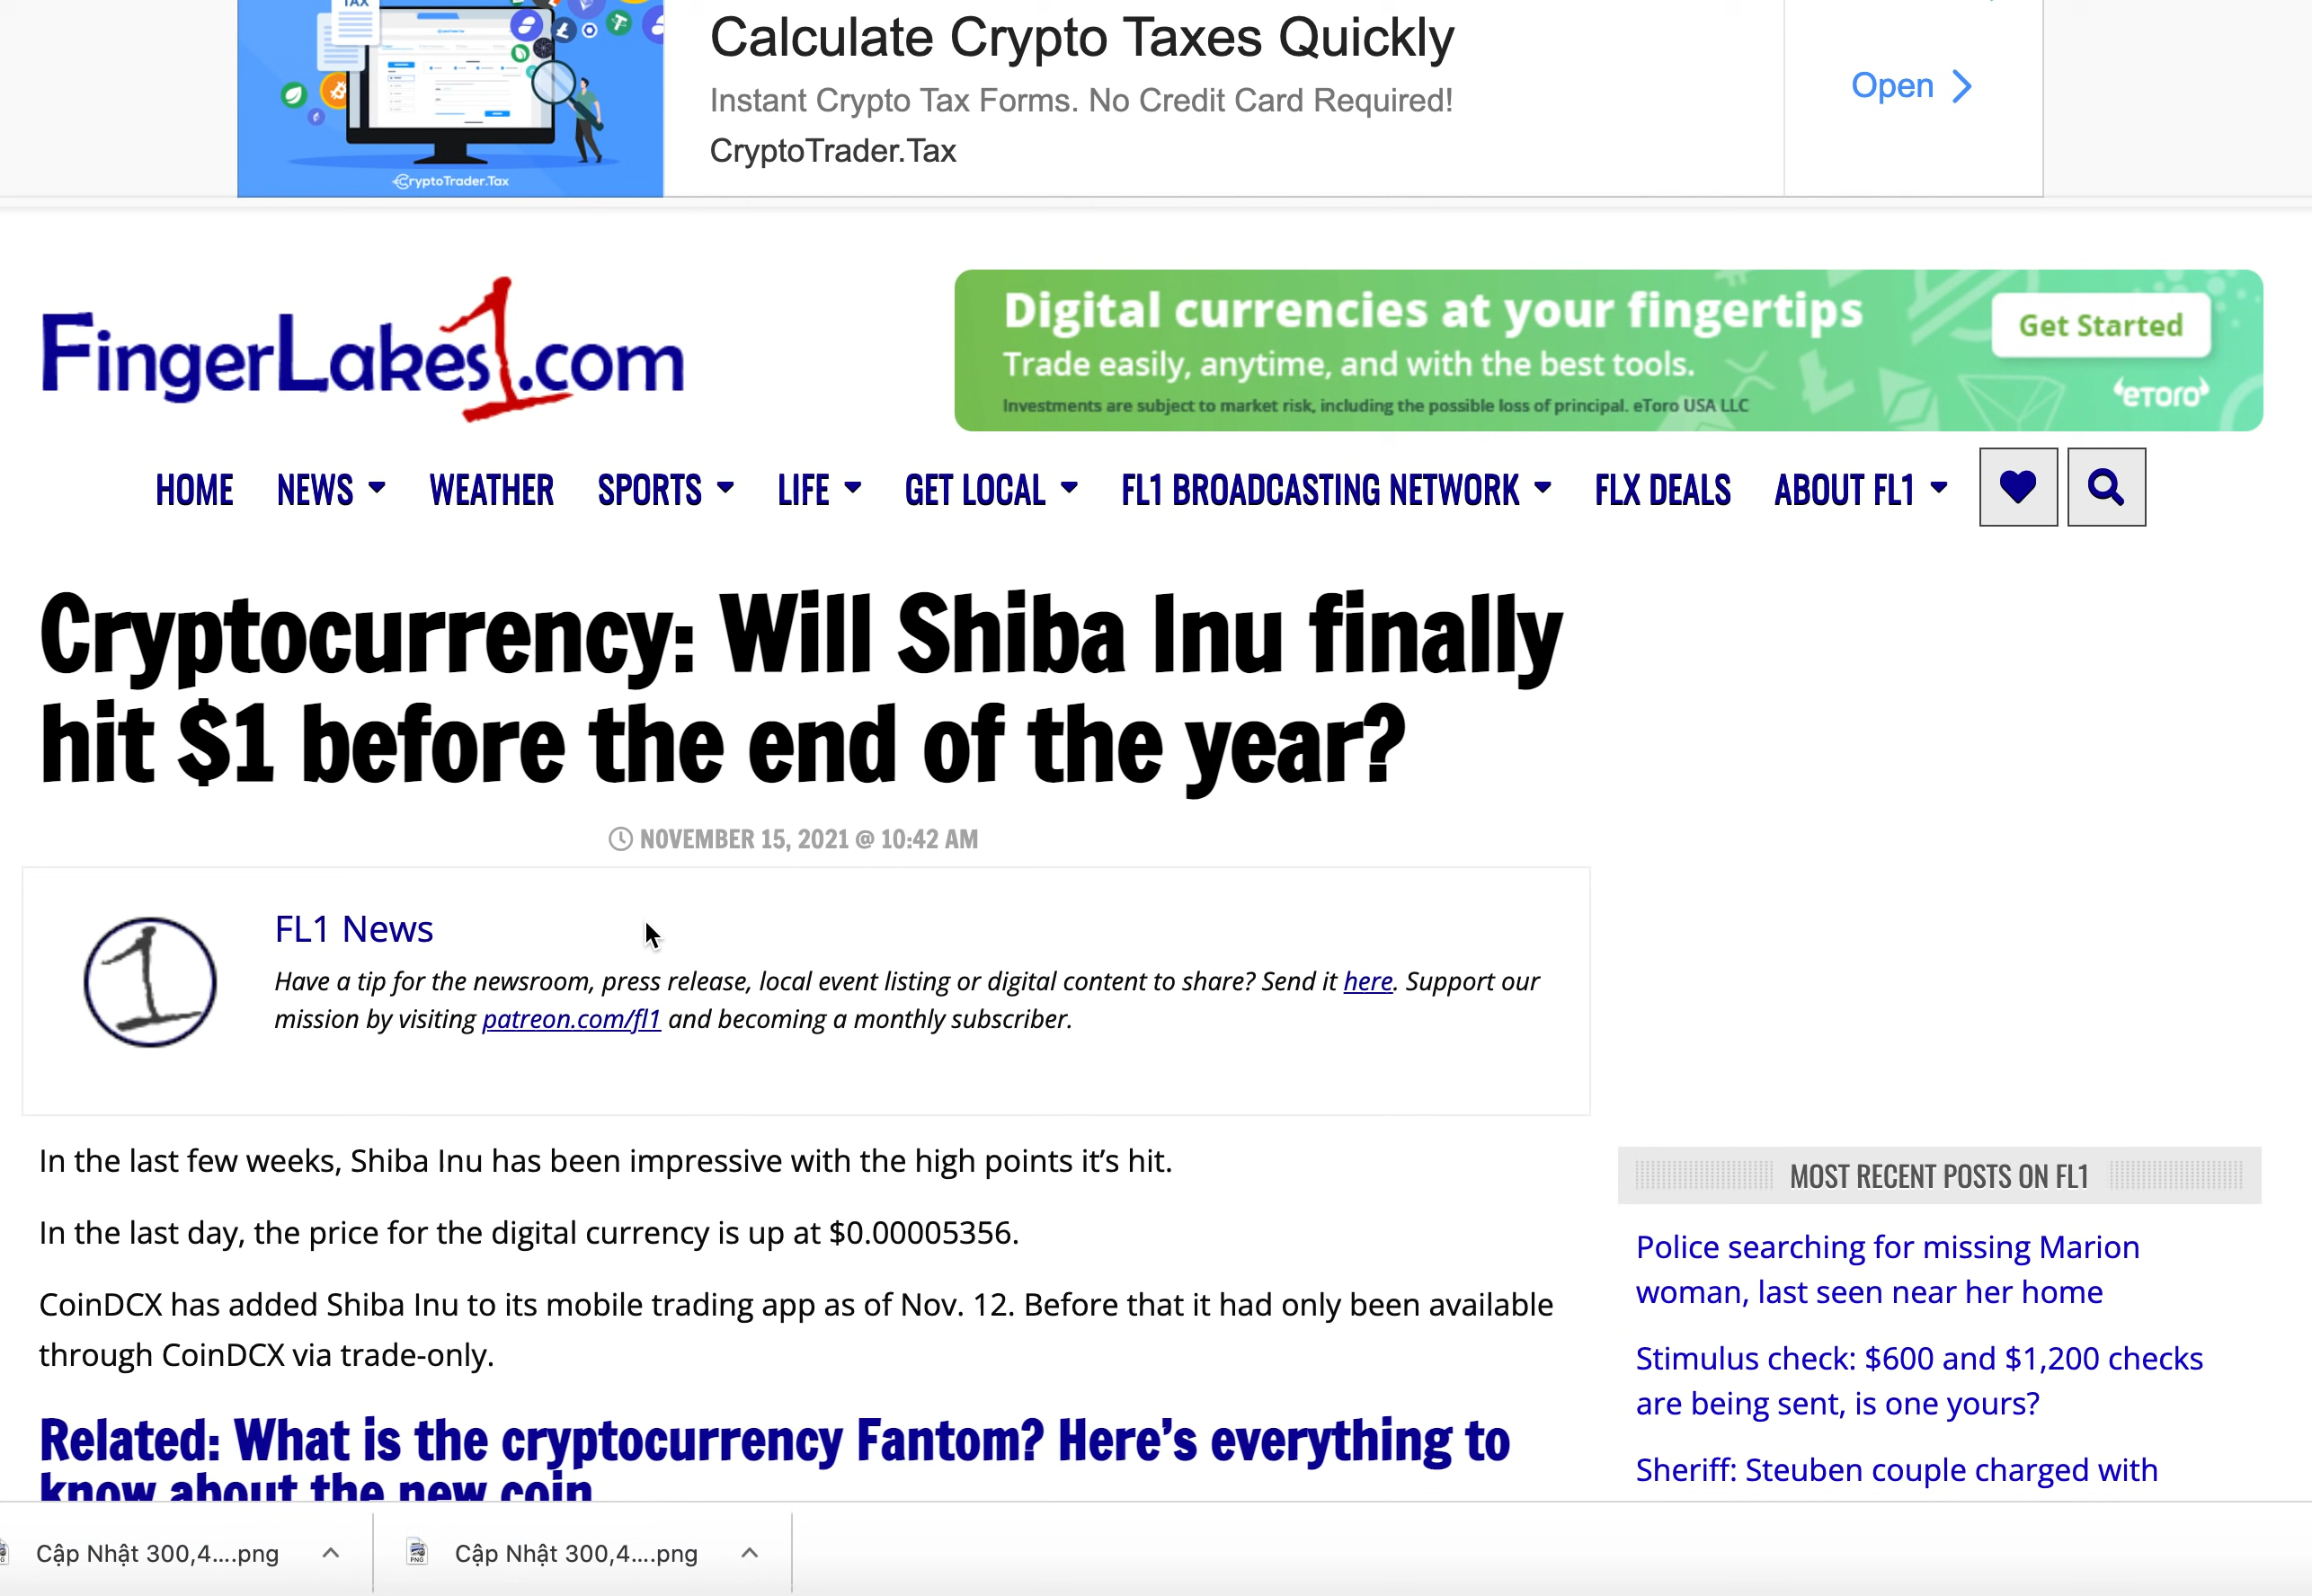 TAX
Calculate Crypto Taxes Quickly
Instant Crypto Tax Forms. No Credit Card Required!
CryptoTrader.Tax
Open
CryptoTrader.Tax
FingerLakes1.com
Digital currencies at your fingertips
Trade easily, anytime, and with the best tools.
Investments are subject to market risk, including the possible loss of principal. eToro USA LLC
Get Started
eTORO
HOME NEWS WEATHER SPORTS LIFE GET LOCAL FL1 BROADCASTING NETWORK FLX DEALS ABOUT FL1
Cryptocurrency: Will Shiba Inu finally
hit $1 before the end of the year?
NOVEMBER 15, 2021 @ 10:42 AM
FL1 News
Have a tip for the newsroom, press release, local event listing or digital content to share? Send it here. Support our
mission by visiting patreon.com/fl1 and becoming a monthly subscriber.
In the last few weeks, Shiba Inu has been impressive with the high points it's hit.
In the last day, the price for the digital currency is up at $0.00005356.
CoinDCX has added Shiba Inu to its mobile trading app as of Nov. 12. Before that it had only been available
through CoinDCX via trade-only.
Related: What is the cryptocurrency Fantom? Here's everything to
know about the new coin
MOST RECENT POSTS ON FL1
Police searching for missing Marion
woman, last seen near her home
Stimulus check: $600 and $1,200 checks
are being sent, is one yours?
Sheriff: Steuben couple charged with
Cập Nhật 300,4....png
PNG
Cập Nhật 300,4....png